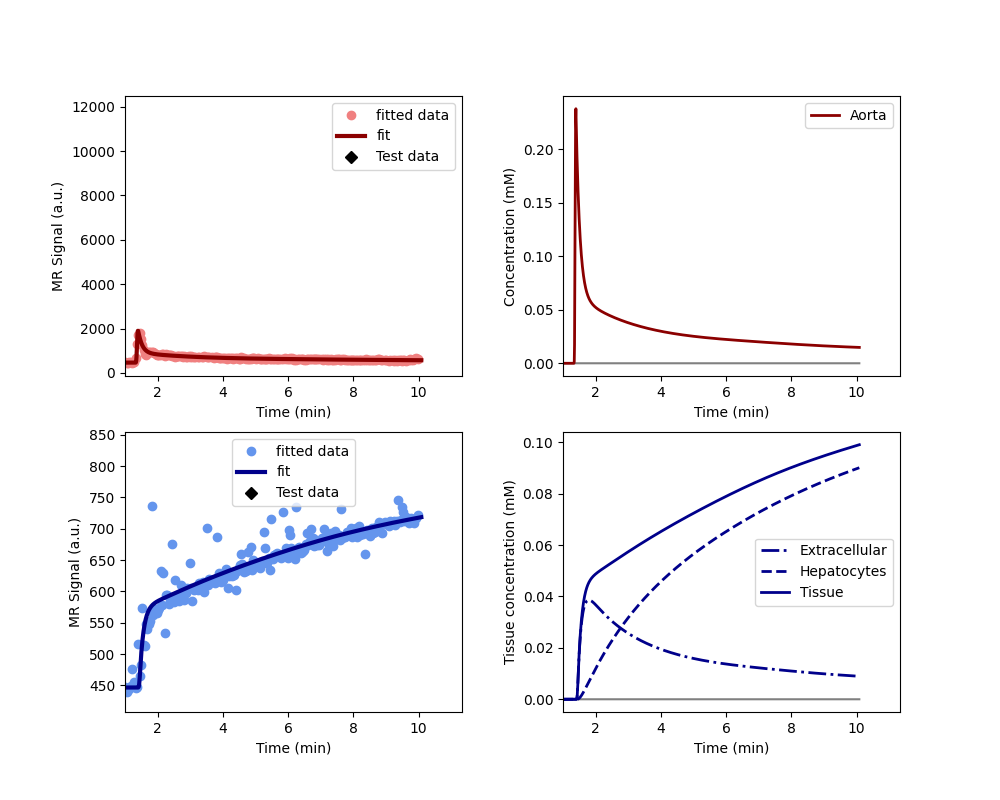 12000
10000
8000
6000
4000
2000
0
MR Signal (a.u.)
fitted data
fit
Test data
2 4 6 8 10
Time (min)
0.20
0.15
0.10
0.05
0.00
Concentration (mM)
Aorta
2 4 6 8 10
Time (min)
850
800
750
700
650
600
550
500
450
MR Signal (a.u.)
fitted data
fit
Test data
2 4 6 8 10
Time (min)
0.10
0.08
0.06
0.04
0.02
0.00
Tissue concentration (mM)
Extracellular
Hepatocytes
Tissue
2 4 6 8 10
Time (min)